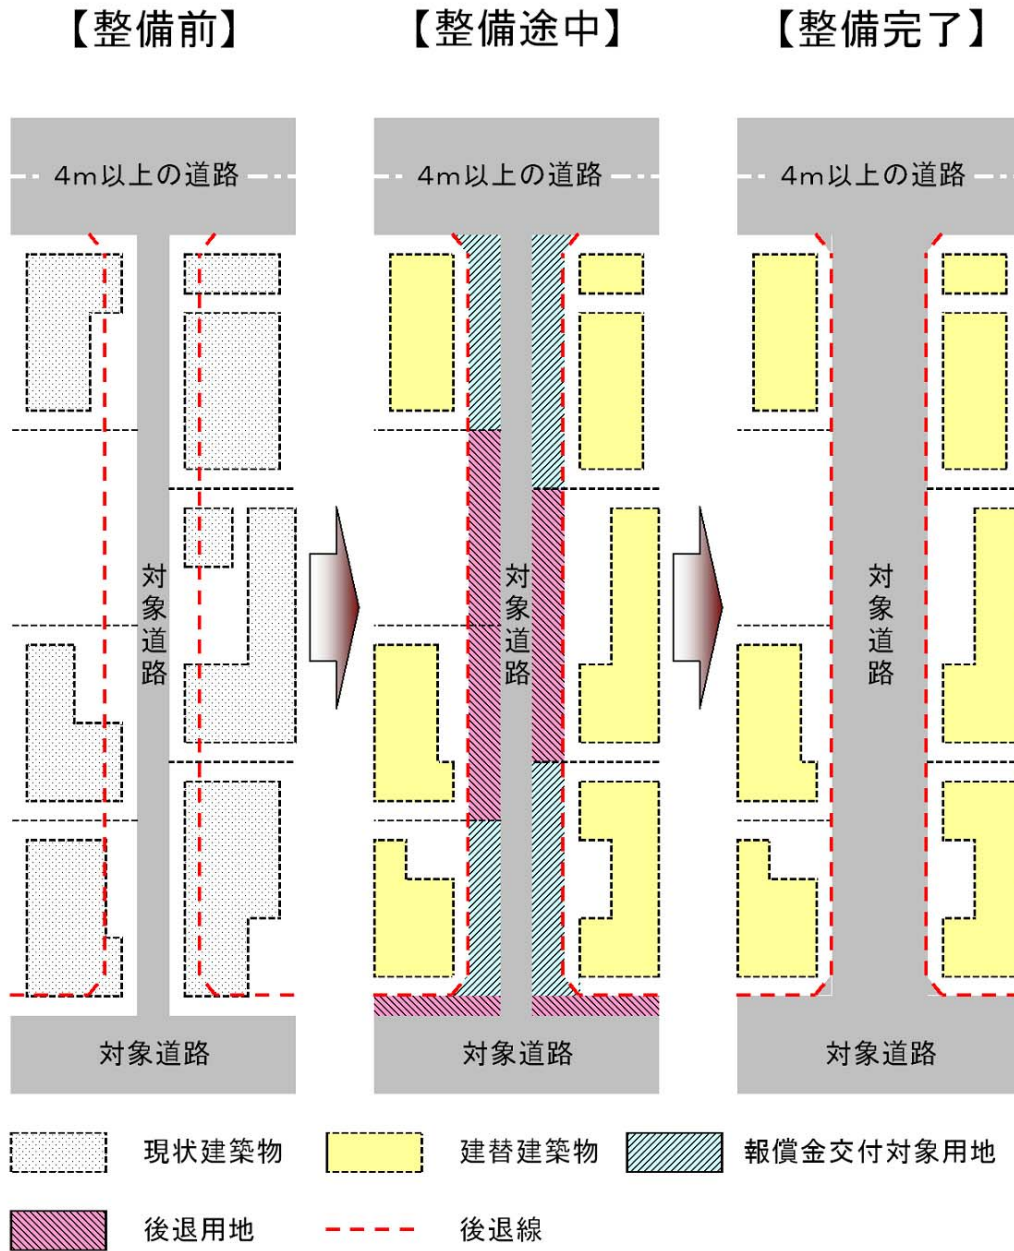 【整備前】
【整備途中】
【整備完了】
4m以上の道路
4m以上の道路
4m以上の道路
対象道路
対象道路
対象道路
対象道路
対象道路
対象道路
現状建築物
建替建築物
報償金交付対象用地
後退用地
後退線